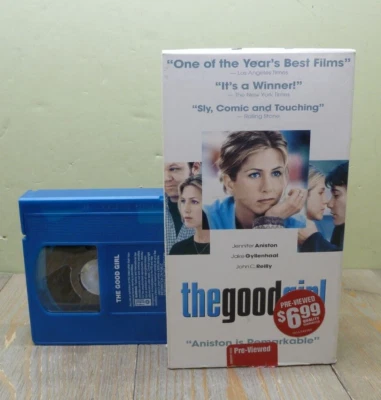 "One of the Year's Best Films"
— Los Angeles Times
"It's a Winner!"
— The New York Times
"Sly, Comic and Touching"
— Rolling Stone
Jennifer Aniston
Jake Gyllenhaal
John C. Reilly
thegoodgirl
PRE-VIEWED
$6.99
"Aniston is Remarkable"
Pre-Viewed
THE GOOD GIRL